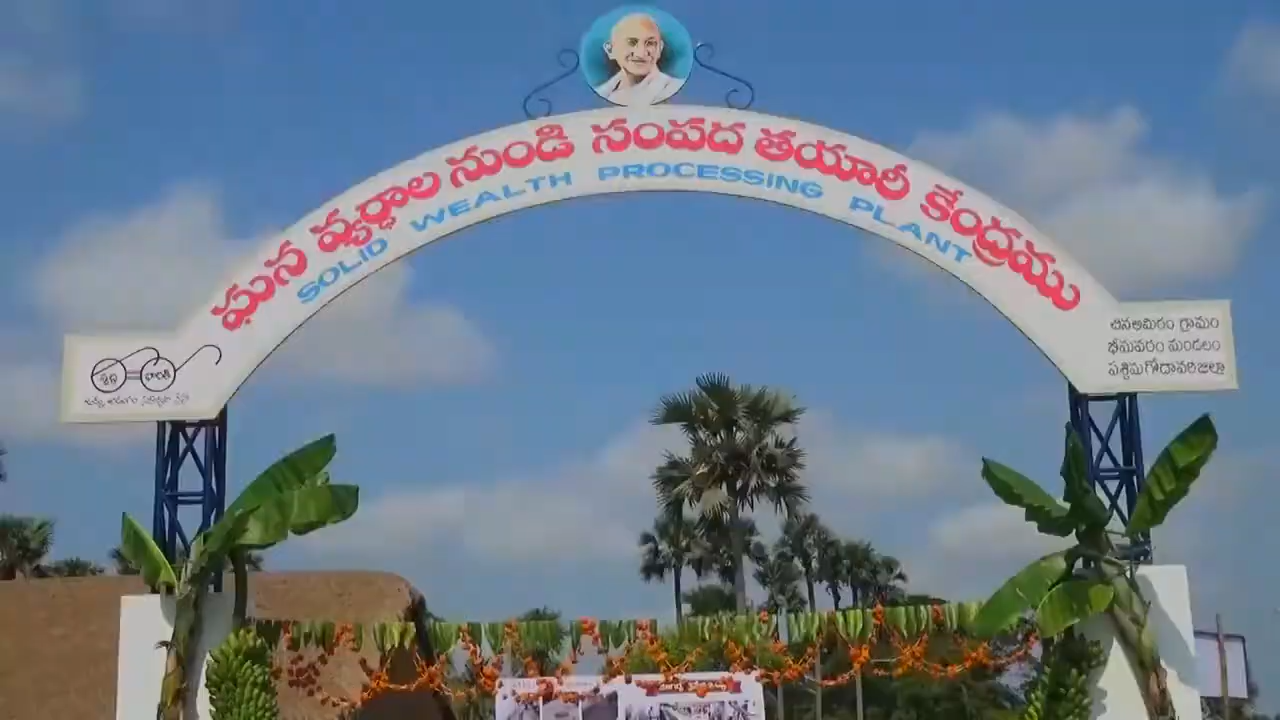 ఘన వ్యర్థాల నుండి సంపద తయారీ కేంద్రము
SOLID WEALTH PROCESSING PLANT
చినఅమిరం గ్రామం
భీమవరం మండలం
పశ్చిమగోదావరిజిల్లా